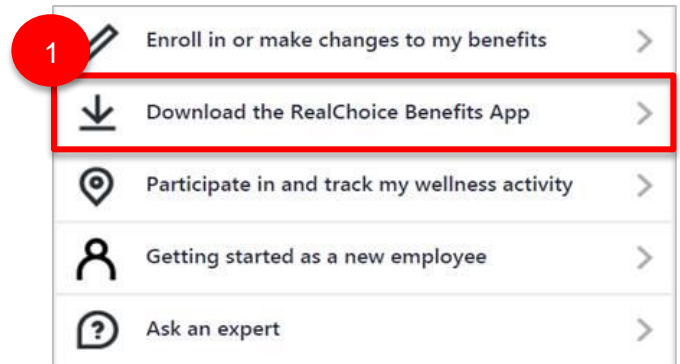 1
Enroll in or make changes to my benefits
Download the RealChoice Benefits App
Participate in and track my wellness activity
Getting started as a new employee
Ask an expert